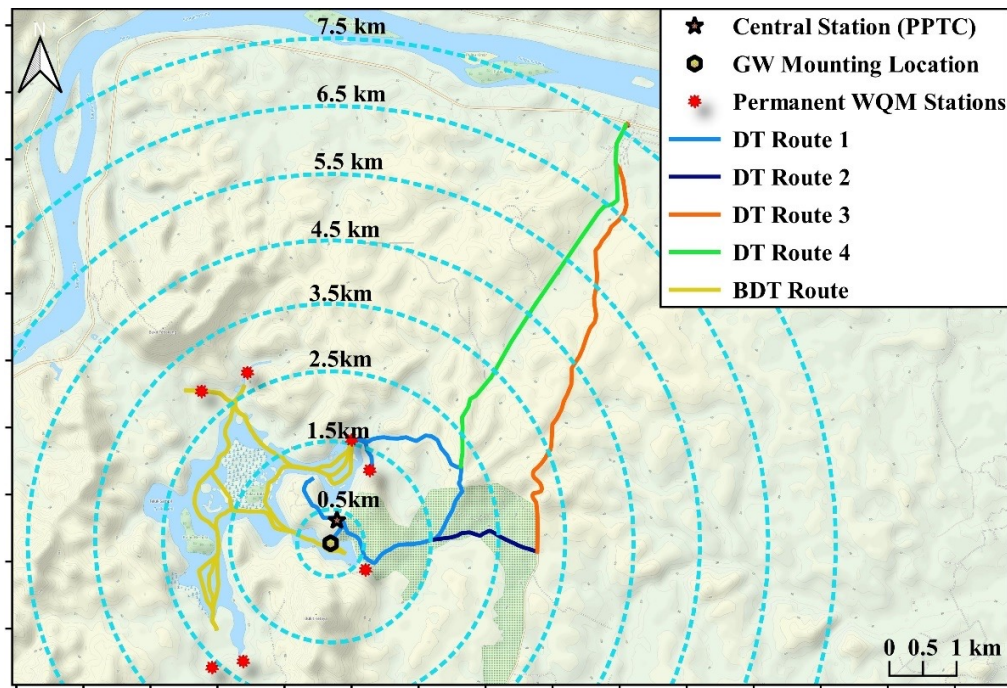 N
7.5 km
6.5 km
5.5 km
4.5 km
3.5km
2.5km
1.5km
0.5km
Central Station (PPTC)
GW Mounting Location
Permanent WQM Stations
DT Route 1
DT Route 2
DT Route 3
DT Route 4
BDT Route
0 0.5 1 km